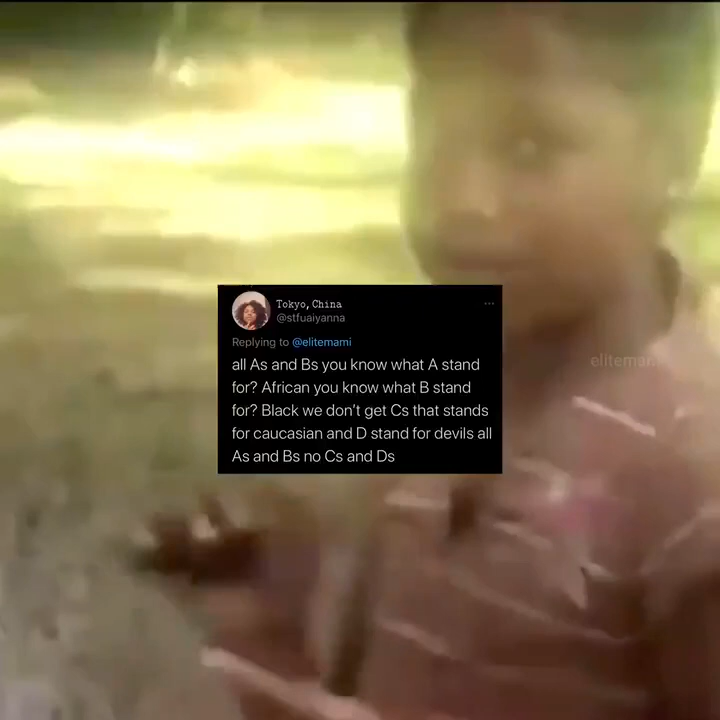 Tokyo, China
@stfuaiyanna
Replying to @elitemami
all As and Bs you know what A stand
for? African you know what B stand
for? Black we don't get Cs that stands
for caucasian and D stand for devils all
As and Bs no Cs and Ds
elitemami